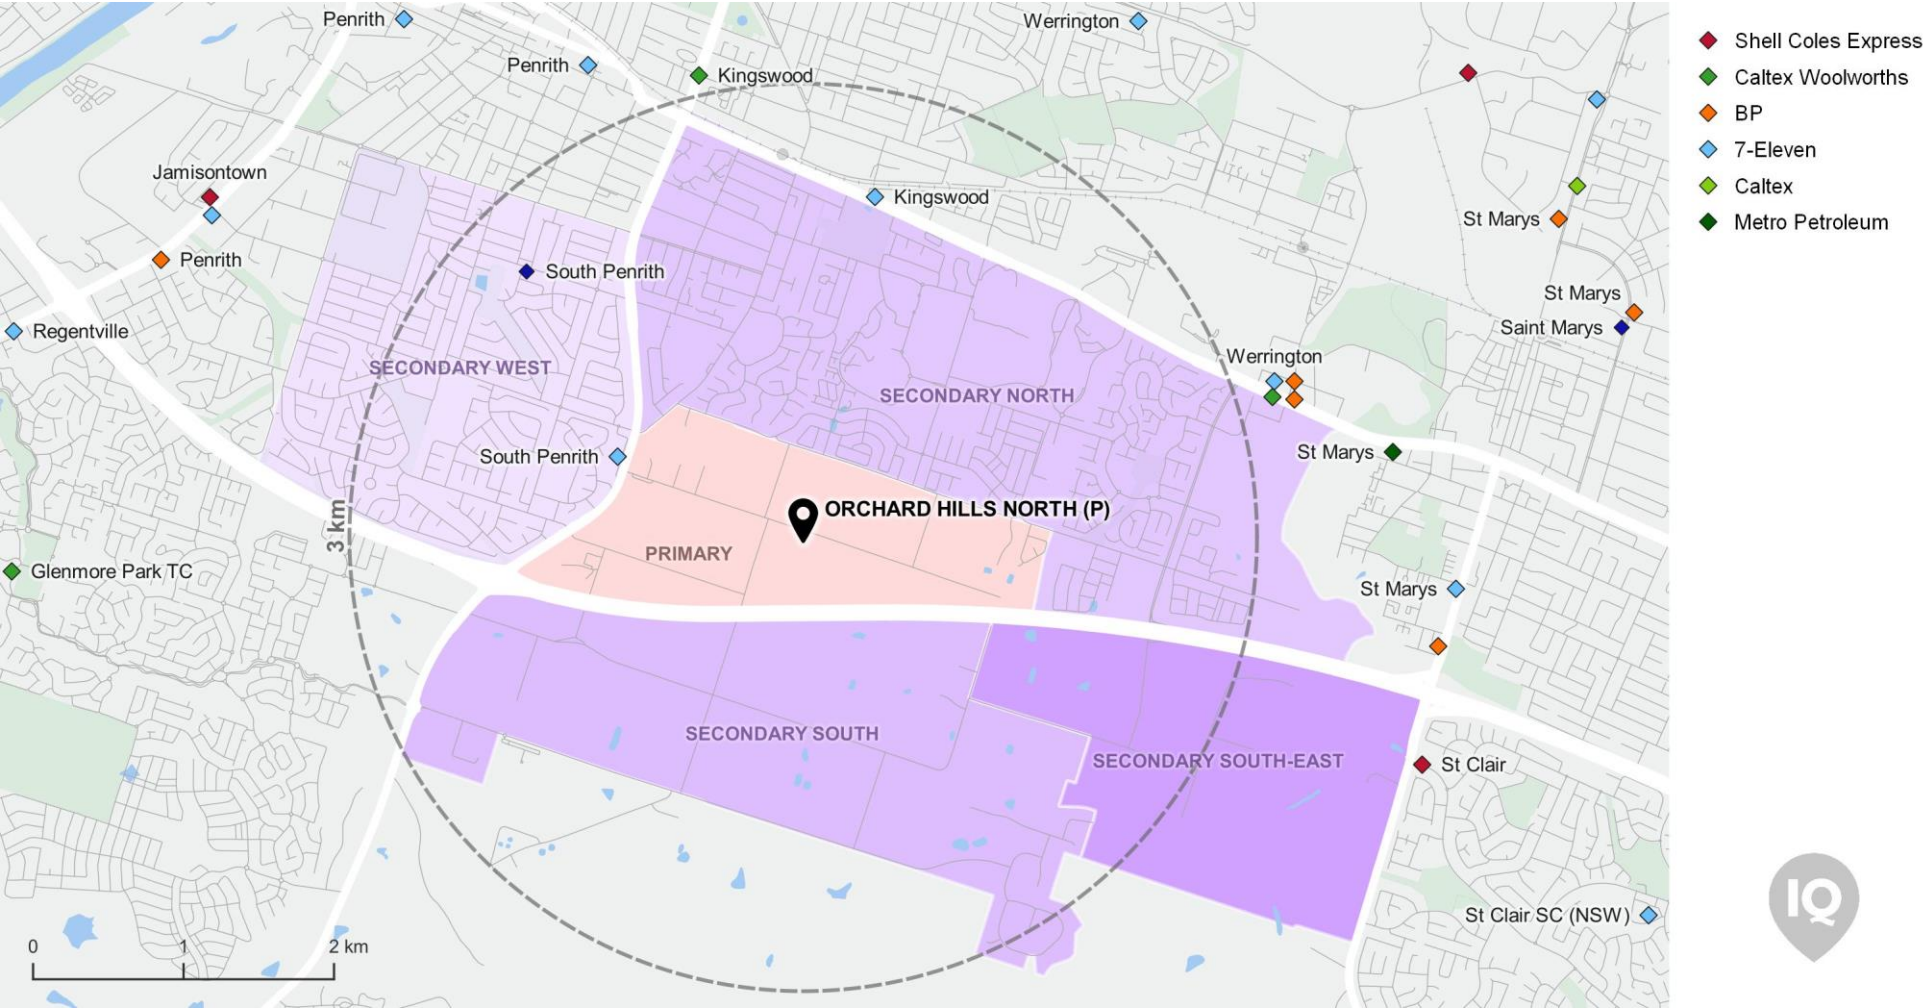 Penrith
Werrington
Shell Coles Express
Penrith
Kingswood
Caltex Woolworths
BP
7-Eleven
Jamisontown
Kingswood
Caltex
St Marys
Metro Petroleum
Penrith
South Penrith
St Marys
Regentville
Saint Marys
SECONDARY WEST
Werrington
SECONDARY NORTH
South Penrith
St Marys
ORCHARD HILLS NORTH (P)
3 km
PRIMARY
Glenmore Park TC
St Marys
SECONDARY SOUTH
SECONDARY SOUTH-EAST
St Clair
St Clair SC (NSW)
IQ
0 1 2 km